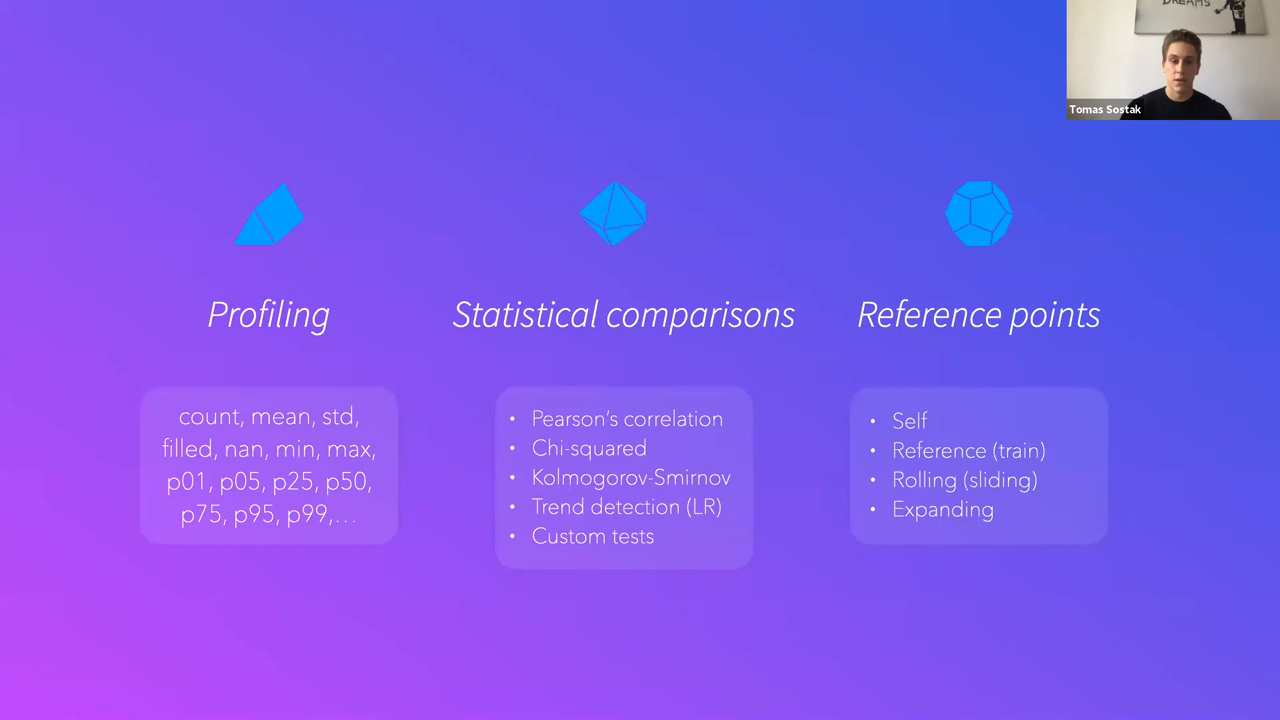 DREAMS
Tomas Sostak
Profiling
Statistical comparisons
Reference points
count, mean, std,
filled, nan, min, max,
p01, p05, p25, p50,
p75, p95, p99,…
• Pearson’s correlation
• Chi-squared
• Kolmogorov-Smirnov
• Trend detection (LR)
• Custom tests
• Self
• Reference (train)
• Rolling (sliding)
• Expanding